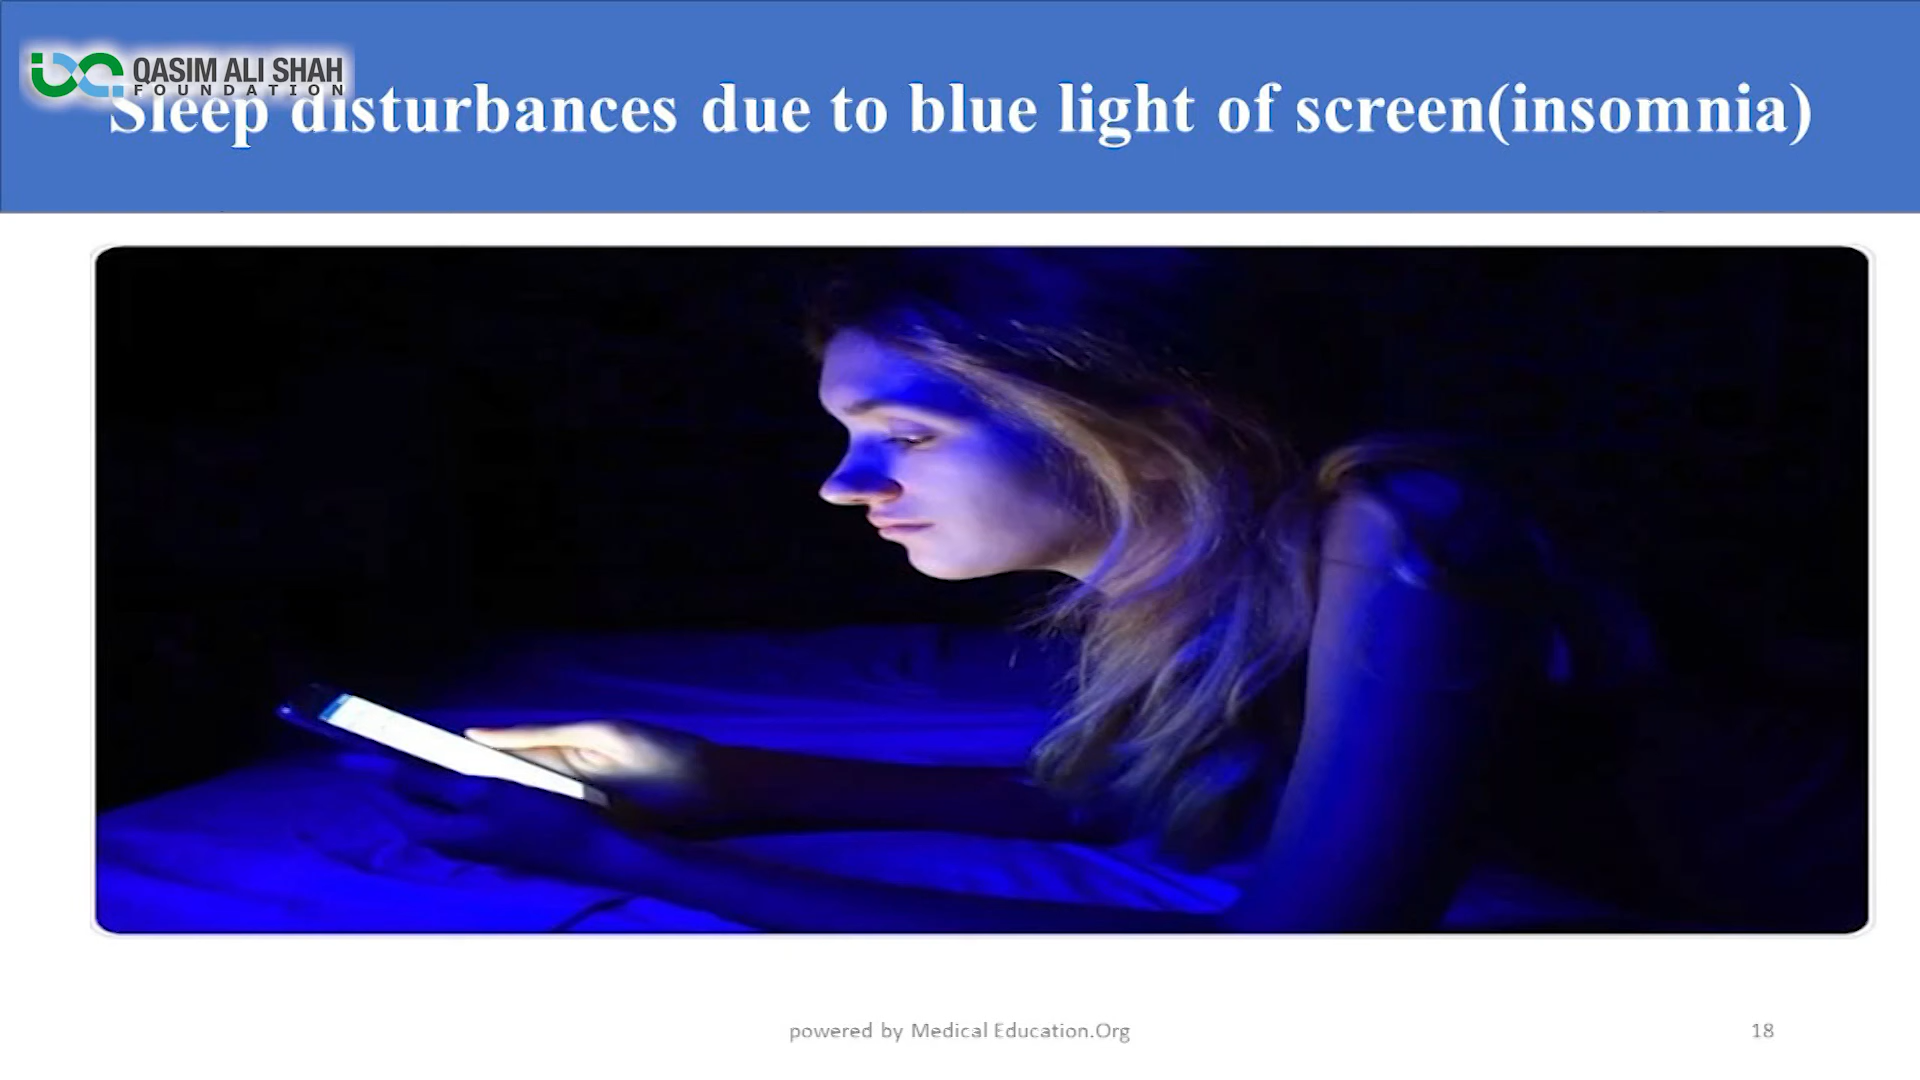 QASIM ALI SHAH
FOUNDATION
Sleep disturbances due to blue light of screen(insomnia)
powered by Medical Education.Org
18